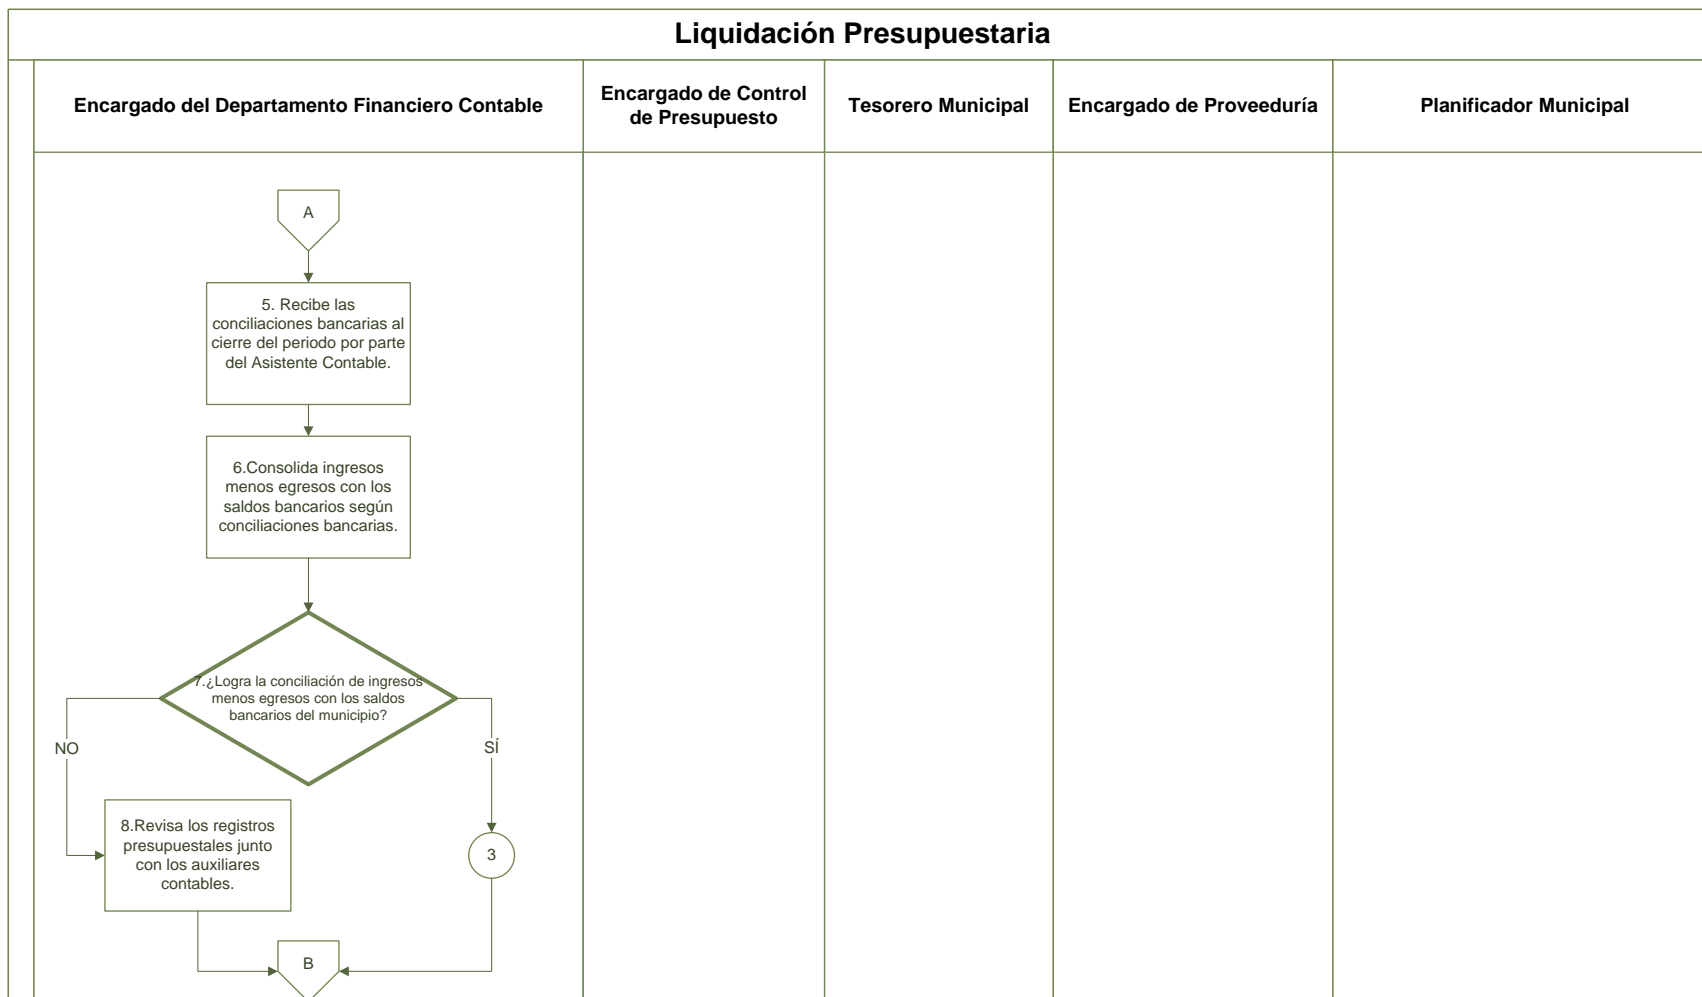 Liquidación Presupuestaria
Encargado del Departamento Financiero Contable
Encargado de Control
de Presupuesto
Tesorero Municipal
Encargado de Proveeduría
Planificador Municipal
A
5. Recibe las
conciliaciones bancarias al
cierre del periodo por parte
del Asistente Contable.
6.Consolida ingresos
menos egresos con los
saldos bancarios según
conciliaciones bancarias.
7.¿Logra la conciliación de ingresos
menos egresos con los saldos
bancarios del municipio?
NO
SÍ
8.Revisa los registros
presupuestales junto
con los auxiliares
contables.
3
B